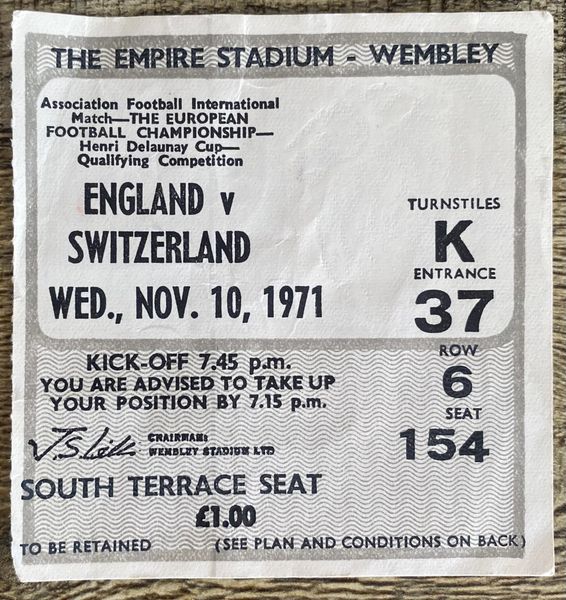 THE EMPIRE STADIUM - WEMBLEY
Association Football International
Match—THE EUROPEAN
FOOTBALL CHAMPIONSHIP—
Henri Delaunay Cup—
Qualifying Competition
ENGLAND v
SWITZERLAND
WED., NOV. 10, 1971
TURNSTILES
K
ENTRANCE
37
ROW
6
SEAT
154
KICK-OFF 7.45 p.m.
YOU ARE ADVISED TO TAKE UP
YOUR POSITION BY 7.15 p.m.
CHAIRMAN:
WEMBLEY STADIUM LTD
SOUTH TERRACE SEAT
£1.00
TO BE RETAINED (SEE PLAN AND CONDITIONS ON BACK)